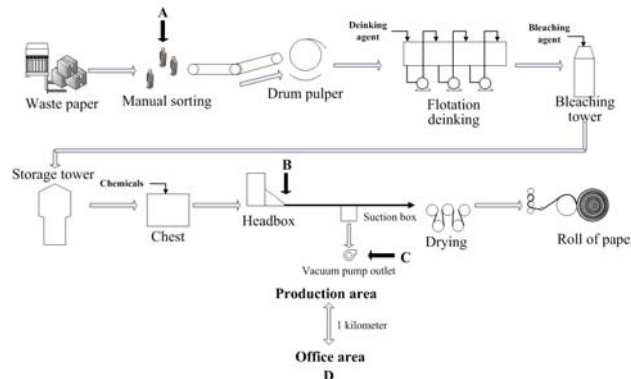 A
Deinking
agent
Bleaching
agent
Waste paper
Manual sorting
Drum pulper
Flotation
deinking
Bleaching
tower
Storage tower
Chemicals
B
Chest
Headbox
Suction box
Drying
Roll of paper
C
Vacuum pump outlet
Production area
1 kilometer
Office area
D